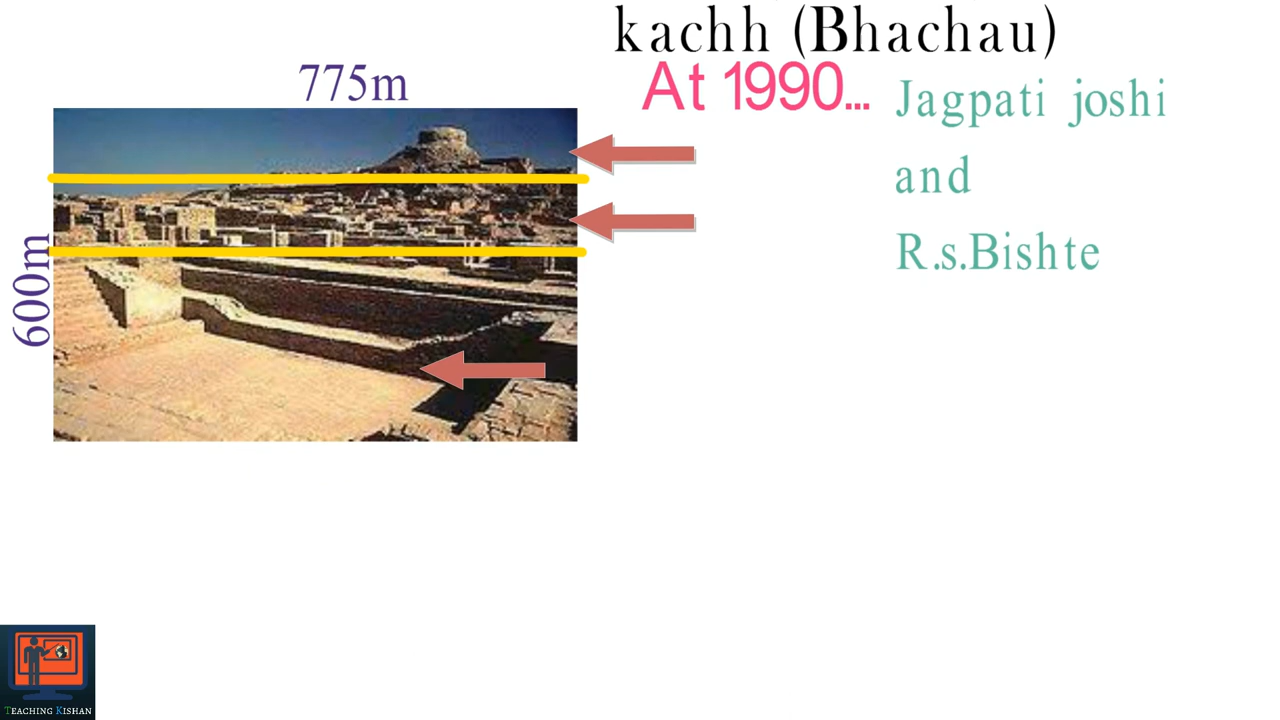 kachh (Bhachau)
775m
At 1990...
Jagpati joshi
and
R.s.Bishte
600m
TEACHING KISHAN